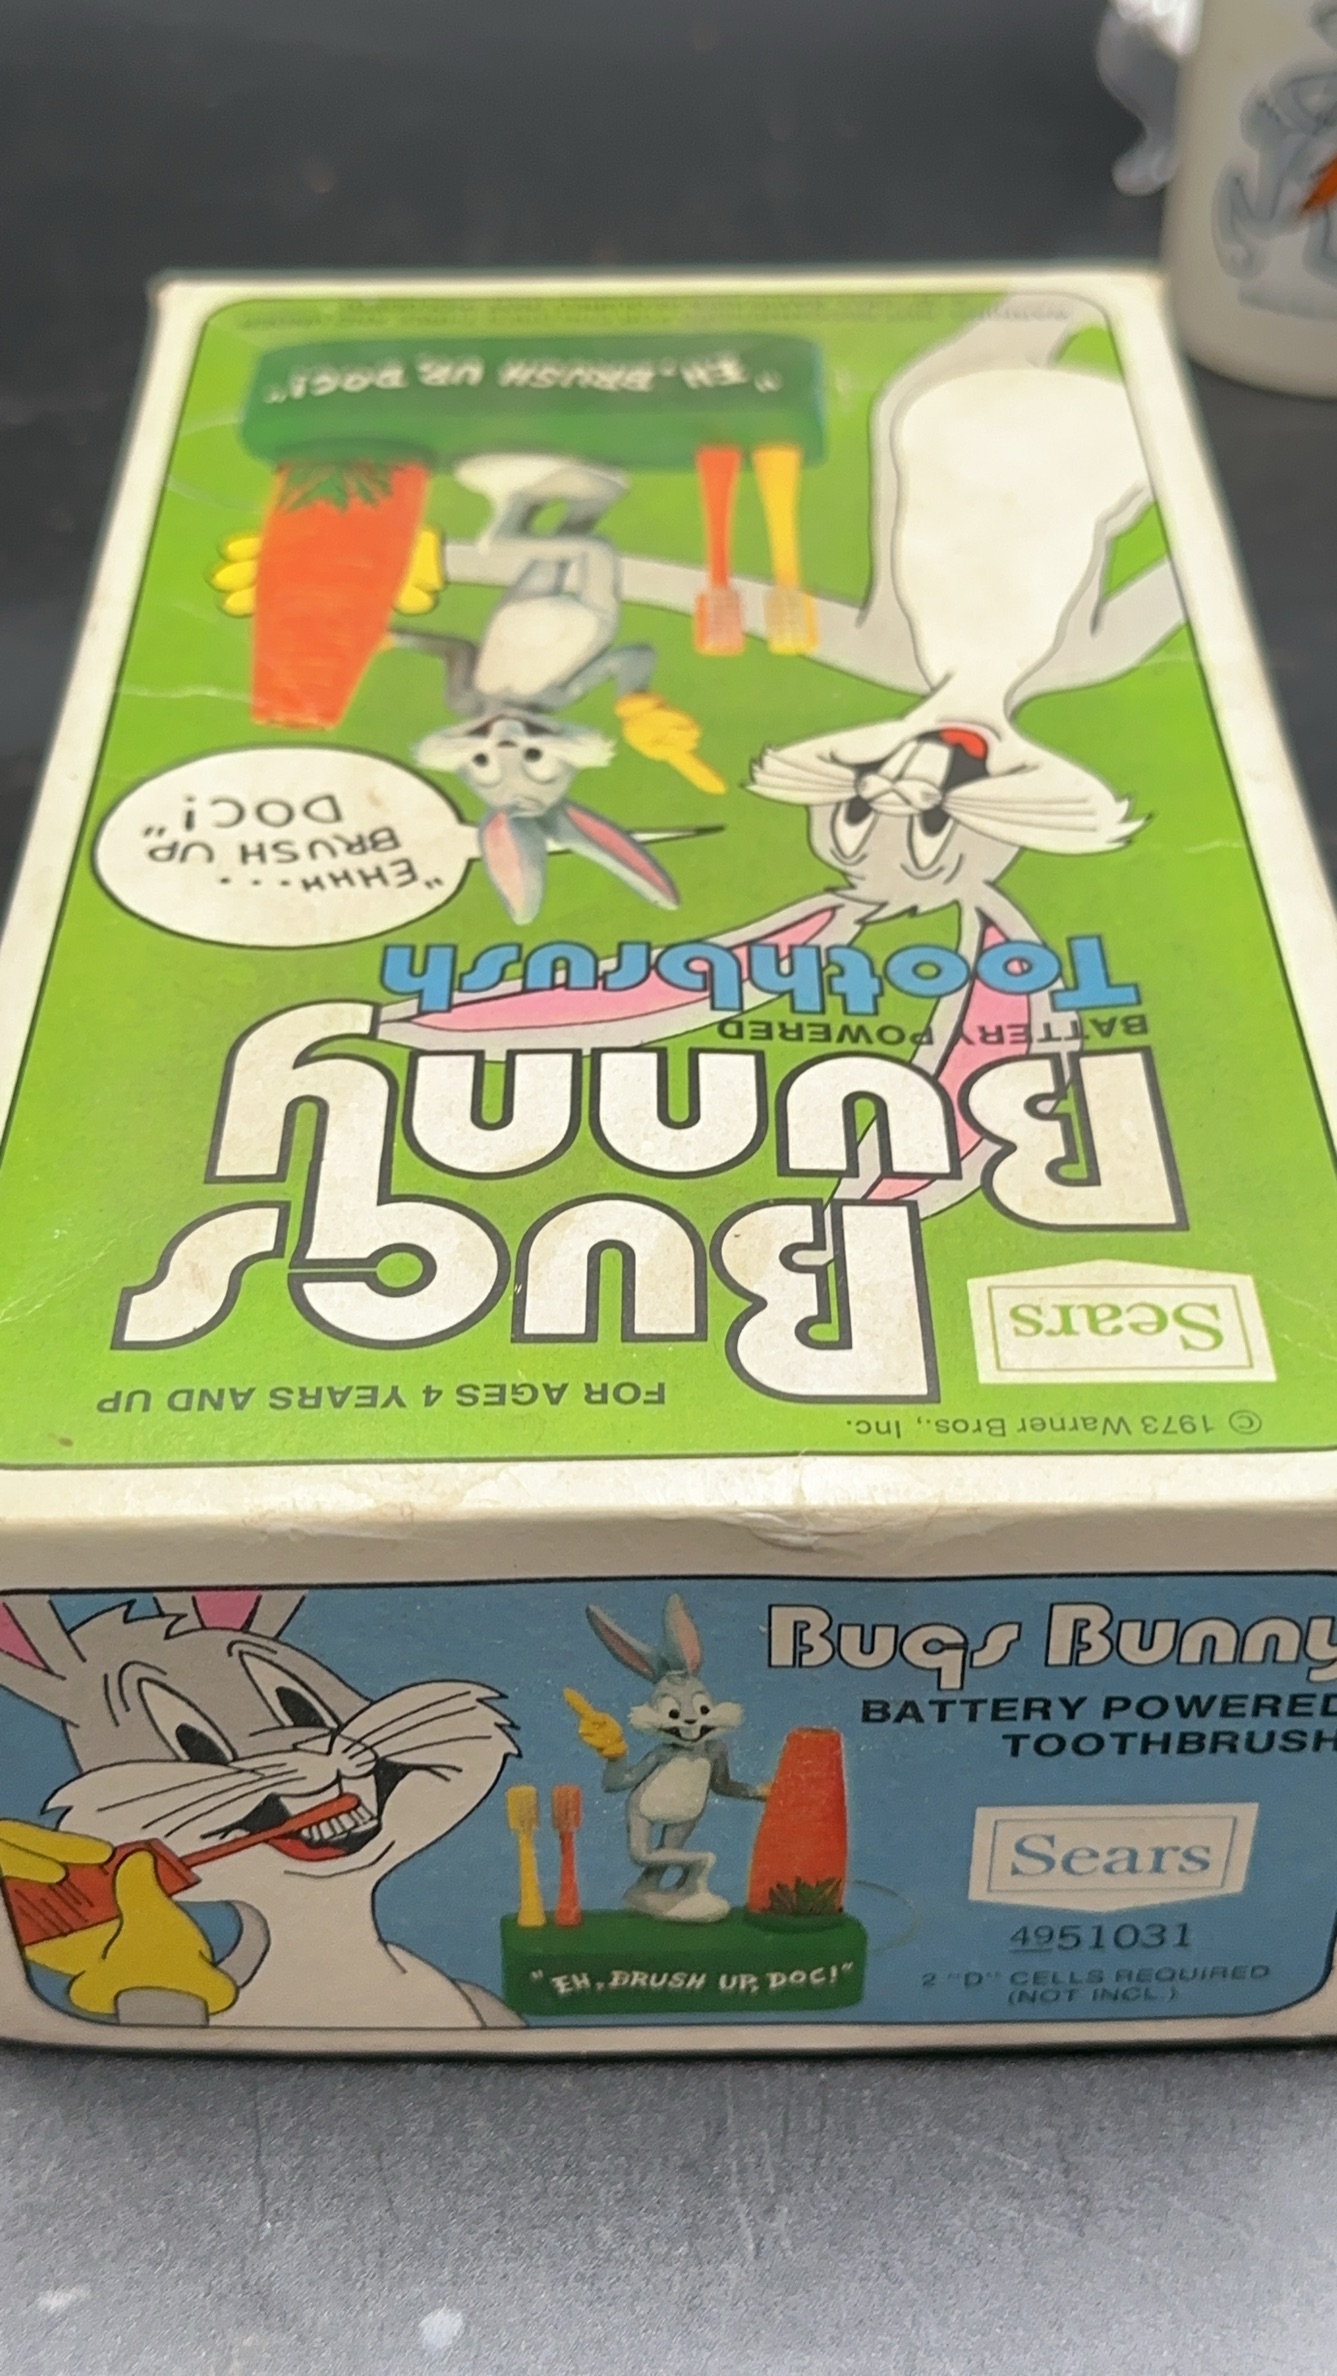 © 1973 Warner Bros., Inc.
FOR AGES 4 YEARS AND UP
Sears
Bugs
Bunny
BATTERY POWERED
Toothbrush
"EHHH...
BRUSH UP
DOC!"
"EH, BRUSH UP, DOC!"
Bugs Bunny
BATTERY POWERED
TOOTHBRUSH
Sears
4951031
2 "D" CELLS REQUIRED
(NOT INCL.)
"EH, BRUSH UP, DOC!"